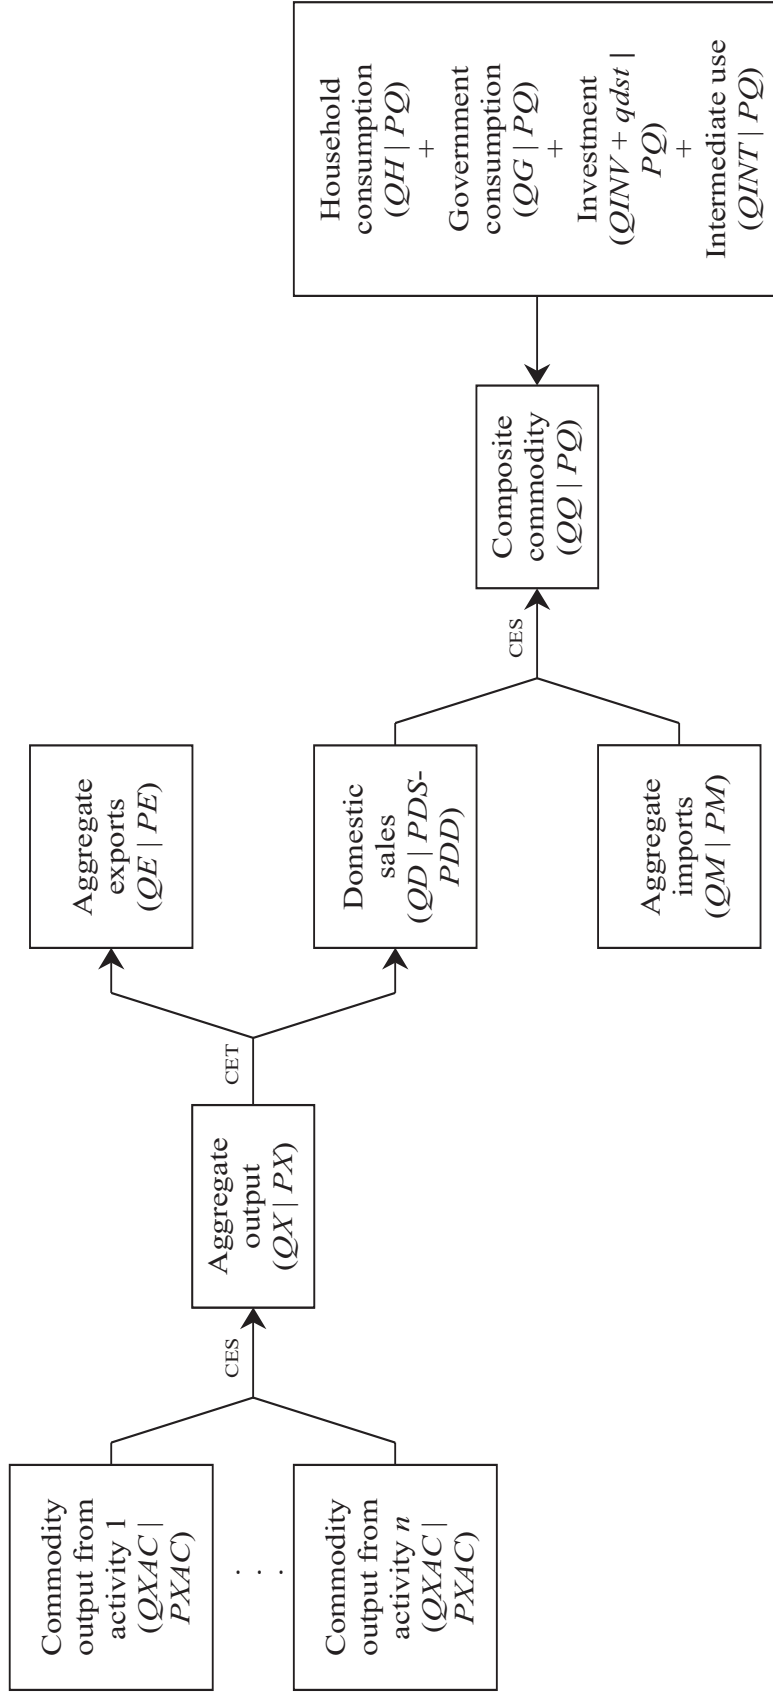 Commodity
output from
activity 1
(QXAC |
PXAC)
. . .
Commodity
output from
activity n
(QXAC |
PXAC)
CES
Aggregate
output
(QX | PX)
CET
Aggregate
exports
(QE | PE)
Domestic
sales
(QD | PDS-
PDD)
Aggregate
imports
(QM | PM)
CES
Composite
commodity
(QQ | PQ)
Household
consumption
(QH | PQ)
+
Government
consumption
(QG | PQ)
+
Investment
(QINV + qdst |
PQ)
+
Intermediate use
(QINT | PQ)